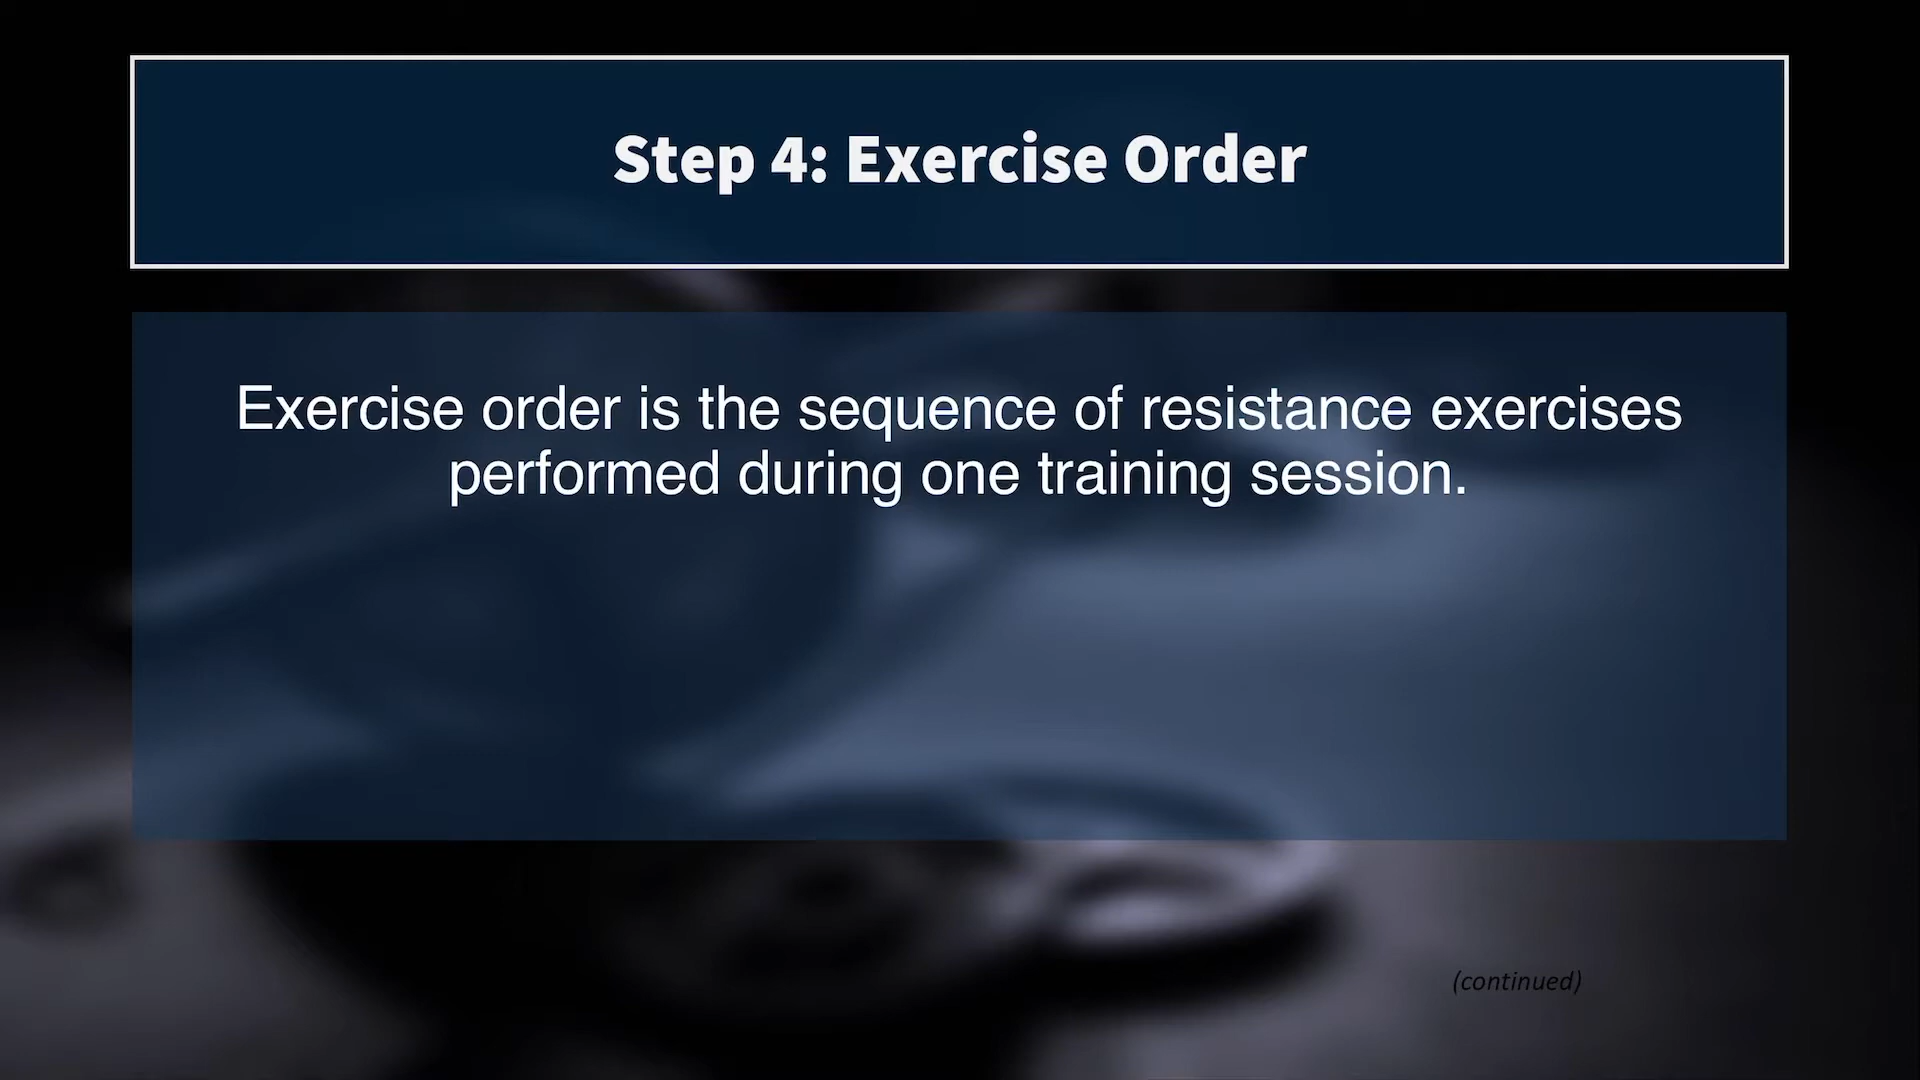 Step 4: Exercise Order
Exercise order is the sequence of resistance exercises
performed during one training session.
(continued)